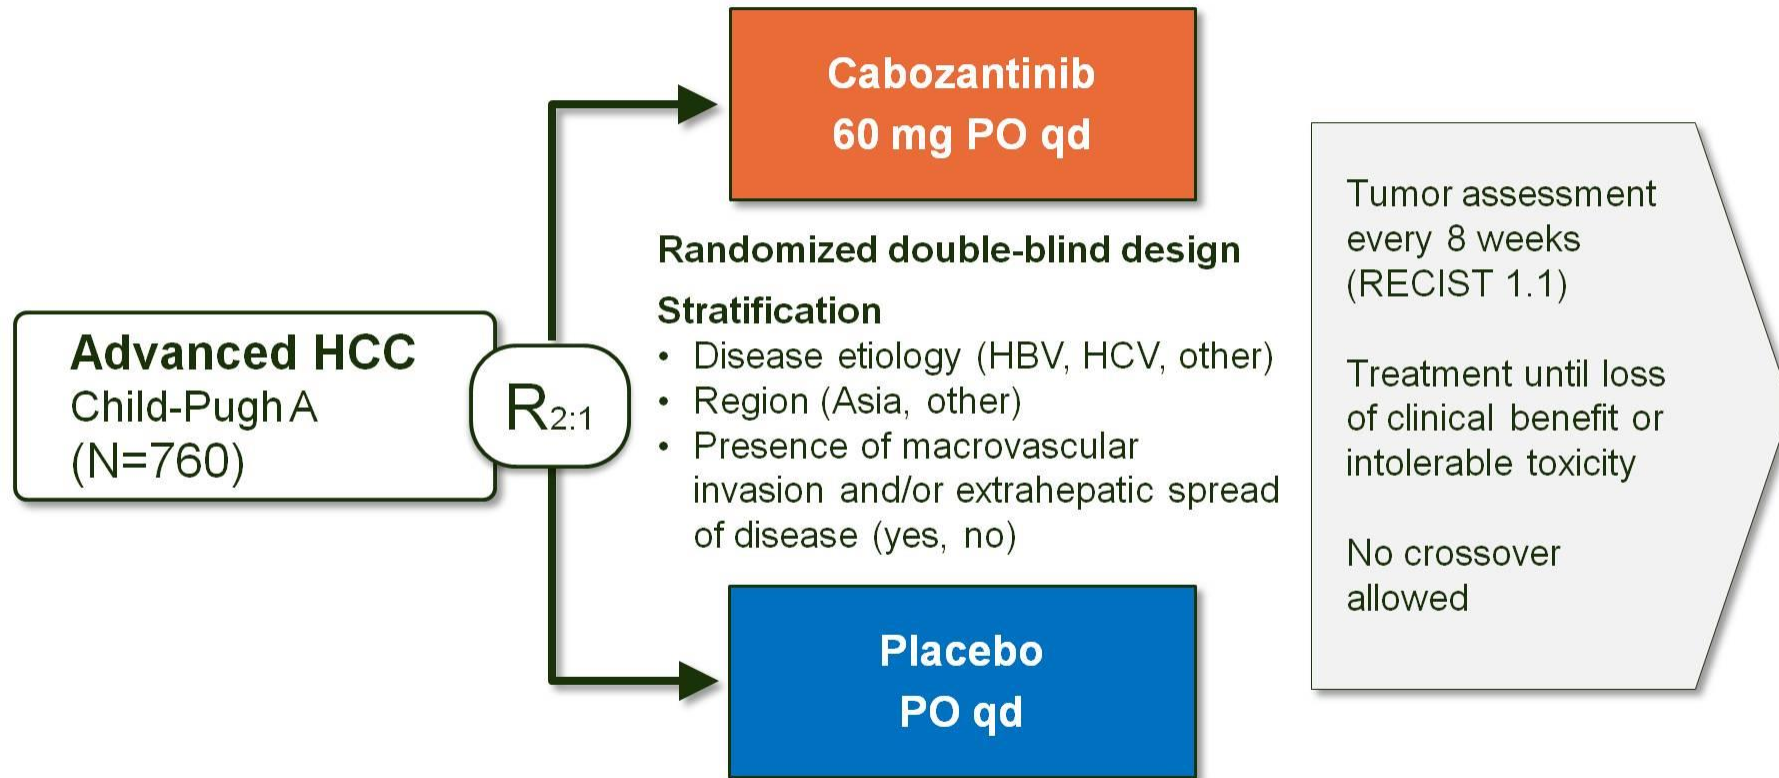 Advanced HCC
Child-Pugh A
(N=760)
R2:1
Cabozantinib
60 mg PO qd
Randomized double-blind design
Stratification
• Disease etiology (HBV, HCV, other)
• Region (Asia, other)
• Presence of macrovascular
invasion and/or extrahepatic spread
of disease (yes, no)
Placebo
PO qd
Tumor assessment
every 8 weeks
(RECIST 1.1)
Treatment until loss
of clinical benefit or
intolerable toxicity
No crossover
allowed